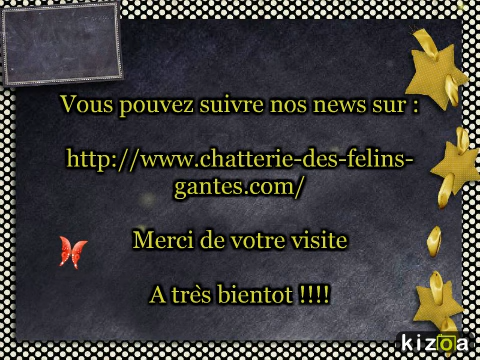 Vous pouvez suivre nos news sur :
http://www.chatterie-des-felins-
gantes.com/
Merci de votre visite
A très bientot !!!!
kizoa